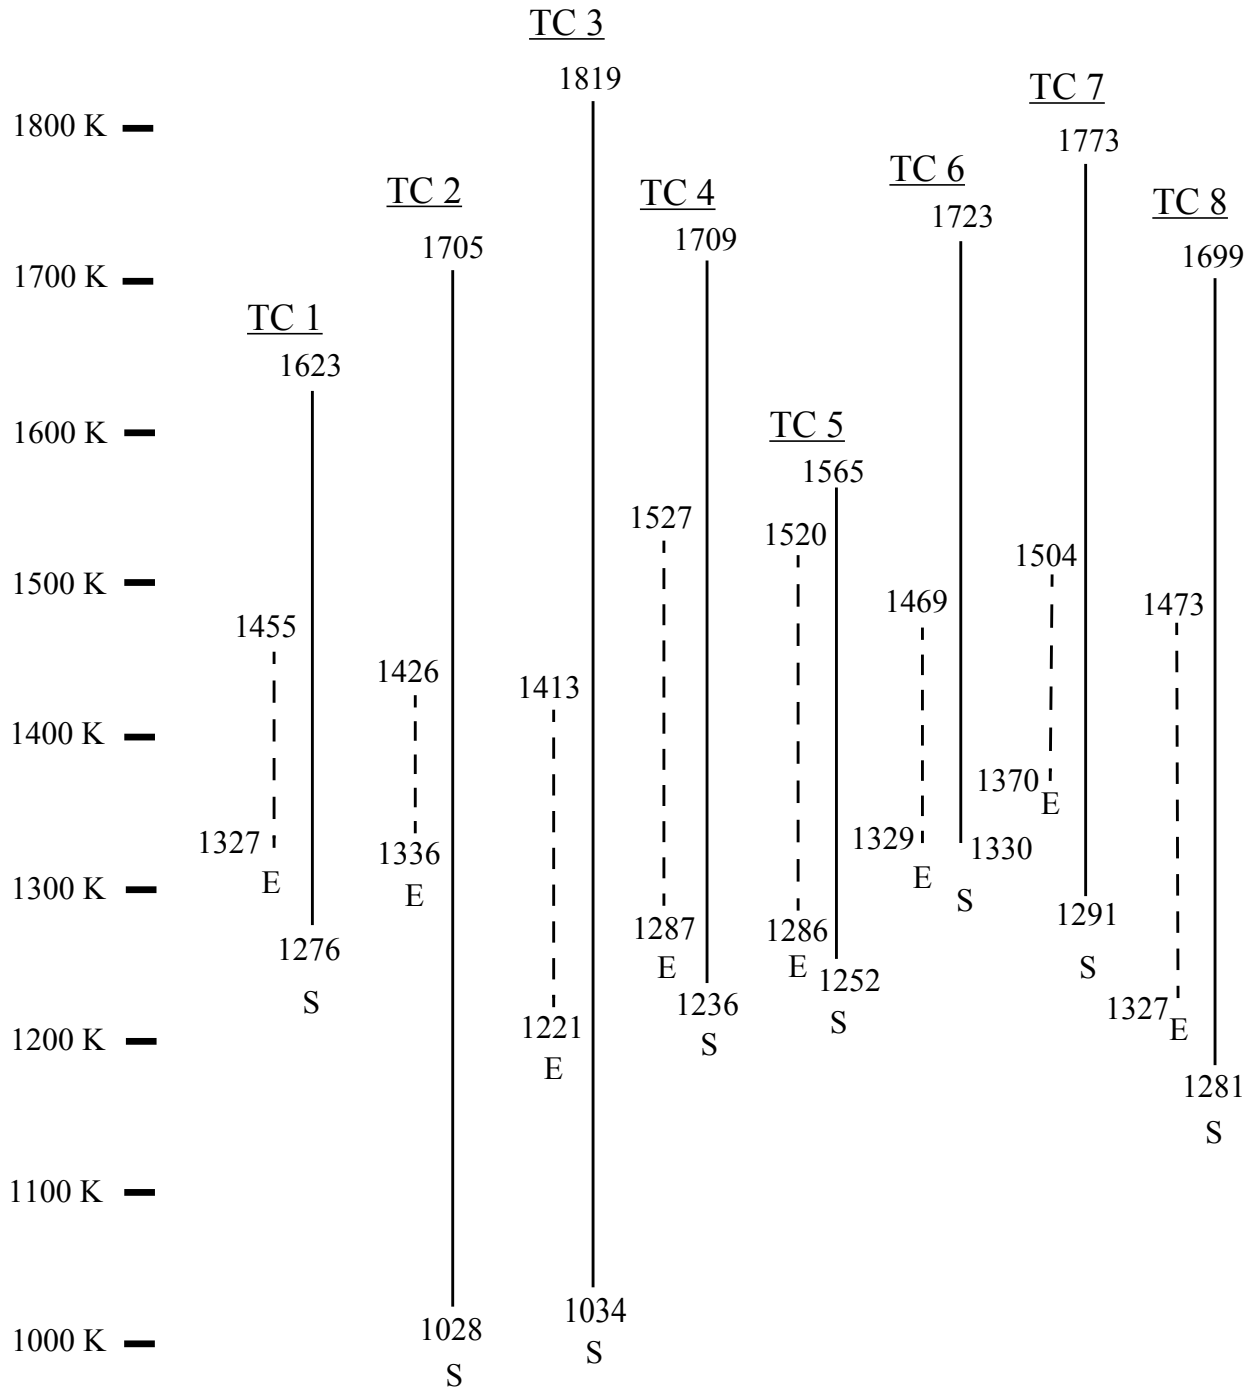 TC 3
1819
TC 7
1800 K
1773
TC 6
TC 2
TC 4
TC 8
1723
1705
1709
1699
1700 K
TC 1
1623
1600 K
TC 5
1565
1527
1520
1504
1500 K
1469
1473
1455
1426
1413
1400 K
1370
E
1327
1336
1329
1330
E
E
E
S
1300 K
1287
1286
1291
1276
E
E
1252
S
S
1236
1327
1221
S
E
1200 K
S
E
1281
S
1100 K
1034
1028
1000 K
S
S